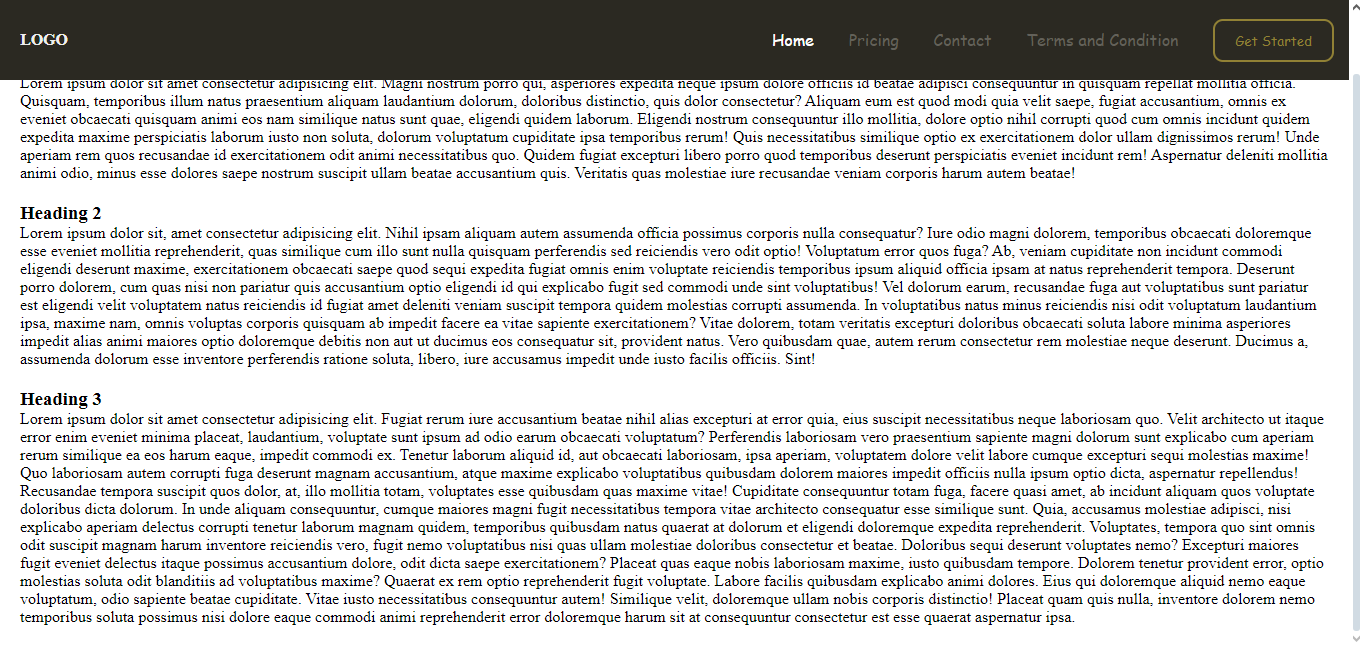 LOGO
Home
Pricing
Contact
Terms and Condition
Get Started
Lorem ipsum dolor sit amet consectetur adipisicing elit. Magni nostrum porro qui, asperiores expedita neque ipsum dolore officiis id beatae adipisci consequuntur in quisquam repellat mollitia officia.
Quisquam, temporibus illum natus praesentium aliquam laudantium dolorum, doloribus distinctio, quis dolor consectetur? Aliquam eum est quod modi quia velit saepe, fugiat accusantium, omnis ex
eveniet obcaecati quisquam animi eos nam similique natus sunt quae, eligendi quidem laborum. Eligendi nostrum consequuntur illo mollitia, dolore optio nihil corrupti quod cum omnis incidunt quidem
expedita maxime perspiciatis laborum iusto non soluta, dolorum voluptatum cupiditate ipsa temporibus rerum! Quis necessitatibus similique optio ex exercitationem dolor ullam dignissimos rerum! Unde
aperiam rem quos recusandae id exercitationem odit animi necessitatibus quo. Quidem fugiat excepturi libero porro quod temporibus deserunt perspiciatis eveniet incidunt rem! Aspernatur deleniti mollitia
animi odio, minus esse dolores saepe nostrum suscipit ullam beatae accusantium quis. Veritatis quas molestiae iure recusandae veniam corporis harum autem beatae!
Heading 2
Lorem ipsum dolor sit, amet consectetur adipisicing elit. Nihil ipsam aliquam autem assumenda officia possimus corporis nulla consequatur? Iure odio magni dolorem, temporibus obcaecati doloremque
esse eveniet mollitia reprehenderit, quas similique cum illo sunt nulla quisquam perferendis sed reiciendis vero odit optio! Voluptatum error quos fuga? Ab, veniam cupiditate non incidunt commodi
eligendi deserunt maxime, exercitationem obcaecati saepe quod sequi expedita fugiat omnis enim voluptate reiciendis temporibus ipsum aliquid officia ipsam at natus reprehenderit tempora. Deserunt
porro dolorem, cum quas nisi non pariatur quis accusantium optio eligendi id qui explicabo fugit sed commodi unde sint voluptatibus! Vel dolorum earum, recusandae fuga aut voluptatibus sunt pariatur
est eligendi velit voluptatem natus reiciendis id fugiat amet deleniti veniam suscipit tempora quidem molestias corrupti assumenda. In voluptatibus natus minus reiciendis nisi odit voluptatum laudantium
ipsa, maxime nam, omnis voluptas corporis quisquam ab impedit facere ea vitae sapiente exercitationem? Vitae dolorem, totam veritatis excepturi doloribus obcaecati soluta labore minima asperiores
impedit alias animi maiores optio doloremque debitis non aut ut ducimus eos consequatur sit, provident natus. Vero quibusdam quae, autem rerum consectetur rem molestiae neque deserunt. Ducimus a,
assumenda dolorum esse inventore perferendis ratione soluta, libero, iure accusamus impedit unde iusto facilis officiis. Sint!
Heading 3
Lorem ipsum dolor sit amet consectetur adipisicing elit. Fugiat rerum iure accusantium beatae nihil alias excepturi at error quia, eius suscipit necessitatibus neque laboriosam quo. Velit architecto ut itaque
error enim eveniet minima placeat, laudantium, voluptate sunt ipsum ad odio earum obcaecati voluptatum? Perferendis laboriosam vero praesentium sapiente magni dolorum sunt explicabo cum aperiam
rerum similique ea eos harum eaque, impedit commodi ex. Tenetur laborum aliquid id, aut obcaecati laboriosam, ipsa aperiam, voluptatem dolore velit labore cumque excepturi sequi molestias maxime!
Quo laboriosam autem corrupti fuga deserunt magnam accusantium, atque maxime explicabo voluptatibus quibusdam dolorem maiores impedit officiis nulla ipsum optio dicta, aspernatur repellendus!
Recusandae tempora suscipit quos dolor, at, illo mollitia totam, voluptates esse quibusdam quas maxime vitae! Cupiditate consequuntur totam fuga, facere quasi amet, ab incidunt aliquam quos voluptate
doloribus dicta dolorum. In unde aliquam consequuntur, cumque maiores magni fugit necessitatibus tempora vitae architecto consequatur esse similique sunt. Quia, accusamus molestiae adipisci, nisi
explicabo aperiam delectus corrupti tenetur laborum magnam quidem, temporibus quibusdam natus quaerat at dolorum et eligendi doloremque expedita reprehenderit. Voluptates, tempora quo sint omnis
odit suscipit magnam harum inventore reiciendis vero, fugit nemo voluptatibus nisi quas ullam molestiae doloribus consectetur et beatae. Doloribus sequi deserunt voluptates nemo? Excepturi maiores
fugit eveniet delectus itaque possimus accusantium dolore, odit dicta saepe exercitationem? Placeat quas eaque nobis laboriosam maxime, iusto quibusdam tempore. Dolorem tenetur provident error, optio
molestias soluta odit blanditiis ad voluptatibus maxime? Quaerat ex rem optio reprehenderit fugit voluptate. Labore facilis quibusdam explicabo animi dolores. Eius qui doloremque aliquid nemo eaque
voluptatum, odio sapiente beatae cupiditate. Vitae iusto necessitatibus consequuntur autem! Similique velit, doloremque ullam nobis corporis distinctio! Placeat quam quis nulla, inventore dolorem nemo
temporibus soluta possimus nisi dolore eaque commodi animi reprehenderit error doloremque harum sit at consequuntur consectetur est esse quaerat aspernatur ipsa.